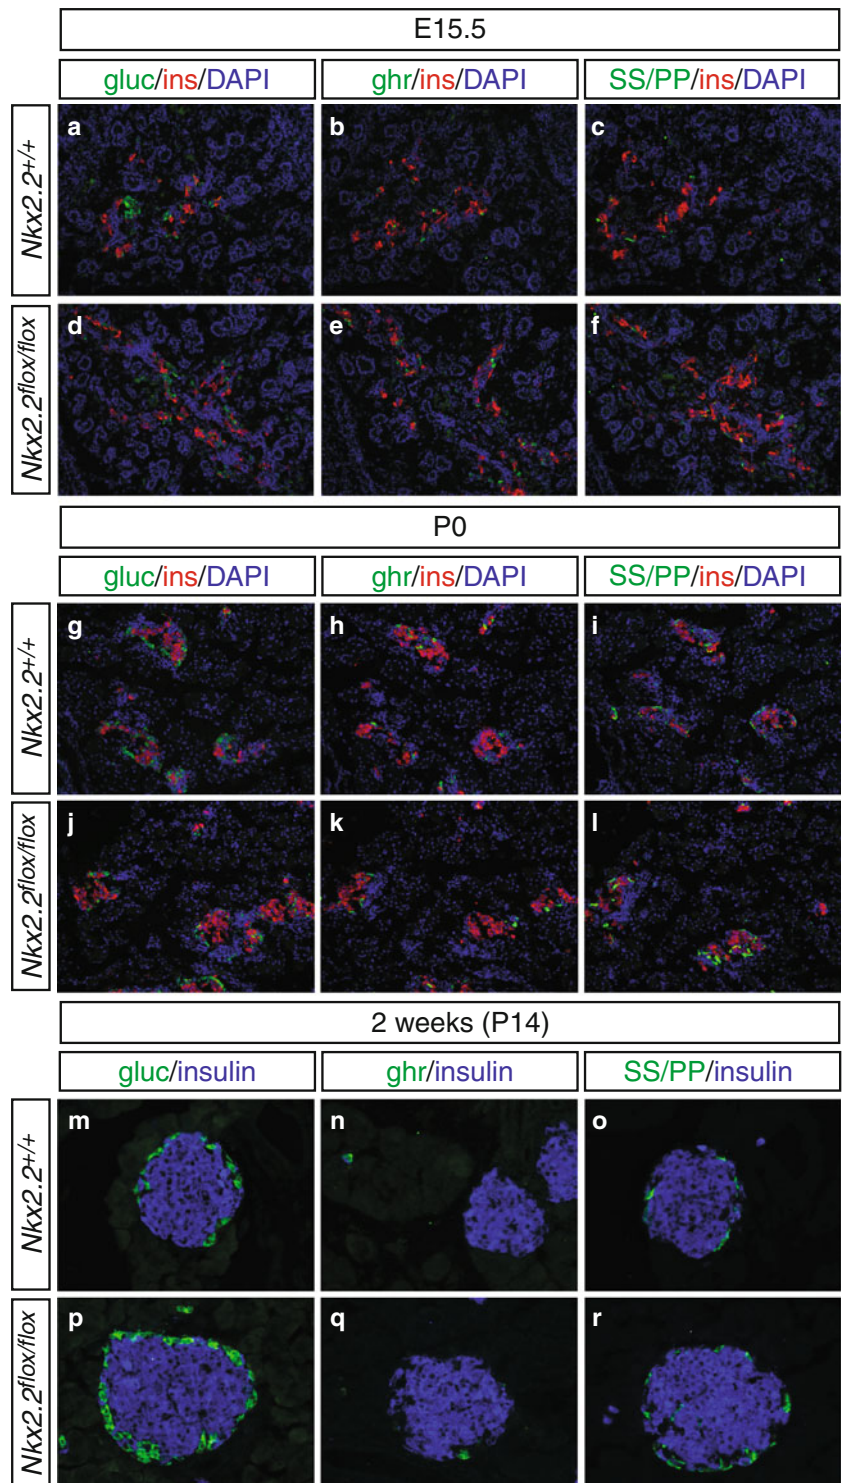 E15.5
gluc/ins/DAPI
ghr/ins/DAPI
SS/PP/ins/DAPI
Nkx2.2+/+
a
b
c
Nkx2.2flox/flox
d
e
f
P0
gluc/ins/DAPI
ghr/ins/DAPI
SS/PP/ins/DAPI
Nkx2.2+/+
g
h
i
Nkx2.2flox/flox
j
k
l
2 weeks (P14)
gluc/insulin
ghr/insulin
SS/PP/insulin
Nkx2.2+/+
m
n
o
Nkx2.2flox/flox
p
q
r